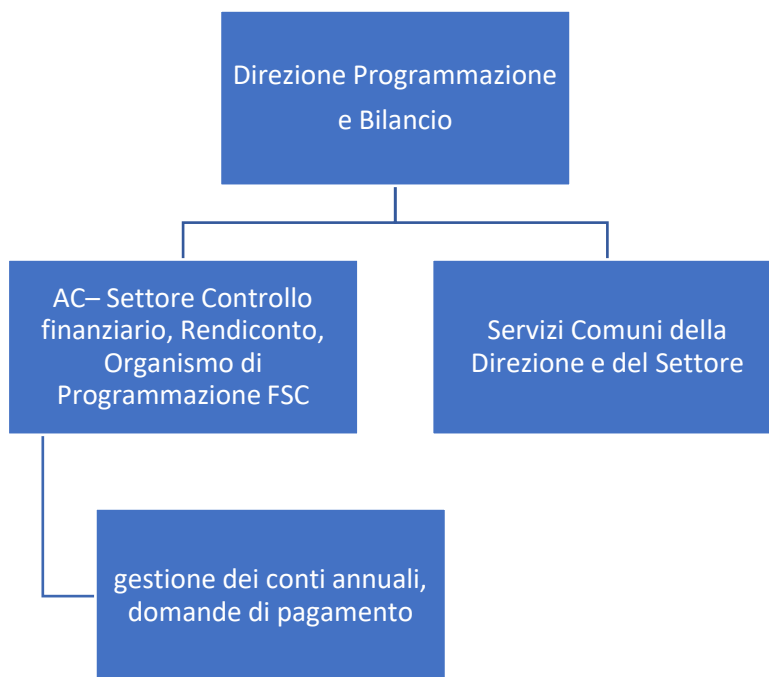 Direzione Programmazione
e Bilancio
AC– Settore Controllo
finanziario, Rendiconto,
Organismo di
Programmazione FSC
Servizi Comuni della
Direzione e del Settore
gestione dei conti annuali,
domande di pagamento